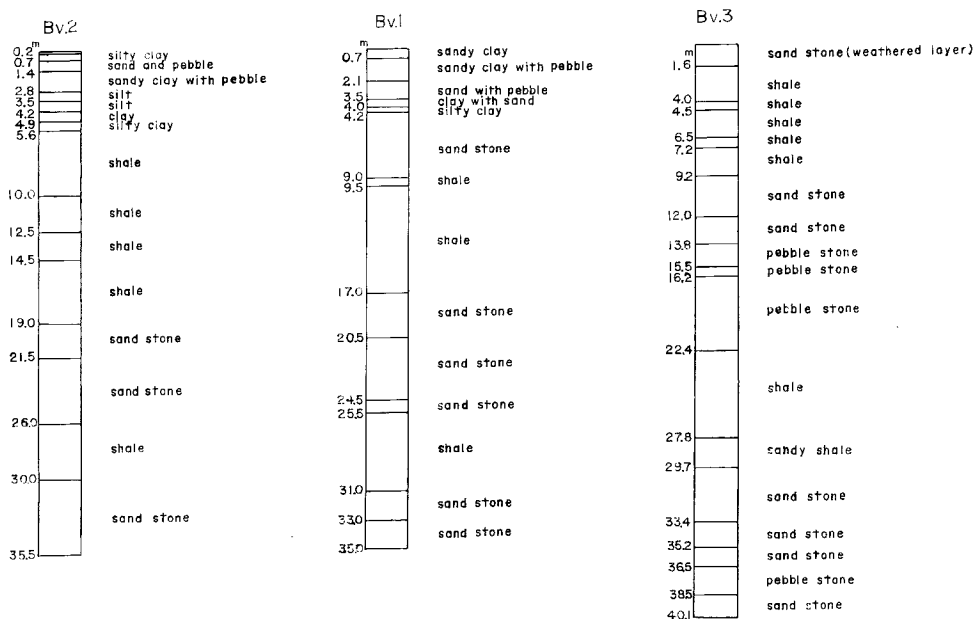 Bv.2
m
0.2
silty clay
0.7
sand and pebble
1.4
sandy clay with pebble
2.8
silt
3.5
silt
4.2
clay
4.9
silty clay
5.6
shale
10.0
shale
12.5
shale
14.5
shale
19.0
sand stone
21.5
sand stone
26.0
shale
30.0
sand stone
35.5
Bv.1
m
sandy clay
0.7
sandy clay with pebble
2.1
sand with pebble
3.5
clay with sand
4.0
silty clay
4.2
sand stone
9.0
shale
9.5
shale
17.0
sand stone
20.5
sand stone
24.5
sand stone
25.5
shale
31.0
sand stone
33.0
sand stone
35.0
Bv.3
m
sand stone (weathered layer)
1.6
shale
4.0
shale
4.5
shale
6.5
shale
7.2
shale
9.2
sand stone
12.0
sand stone
13.8
pebble stone
15.5
pebble stone
16.2
pebble stone
22.4
shale
27.8
sandy shale
29.7
sand stone
33.4
sand stone
35.2
sand stone
36.5
pebble stone
38.5
sand stone
40.1